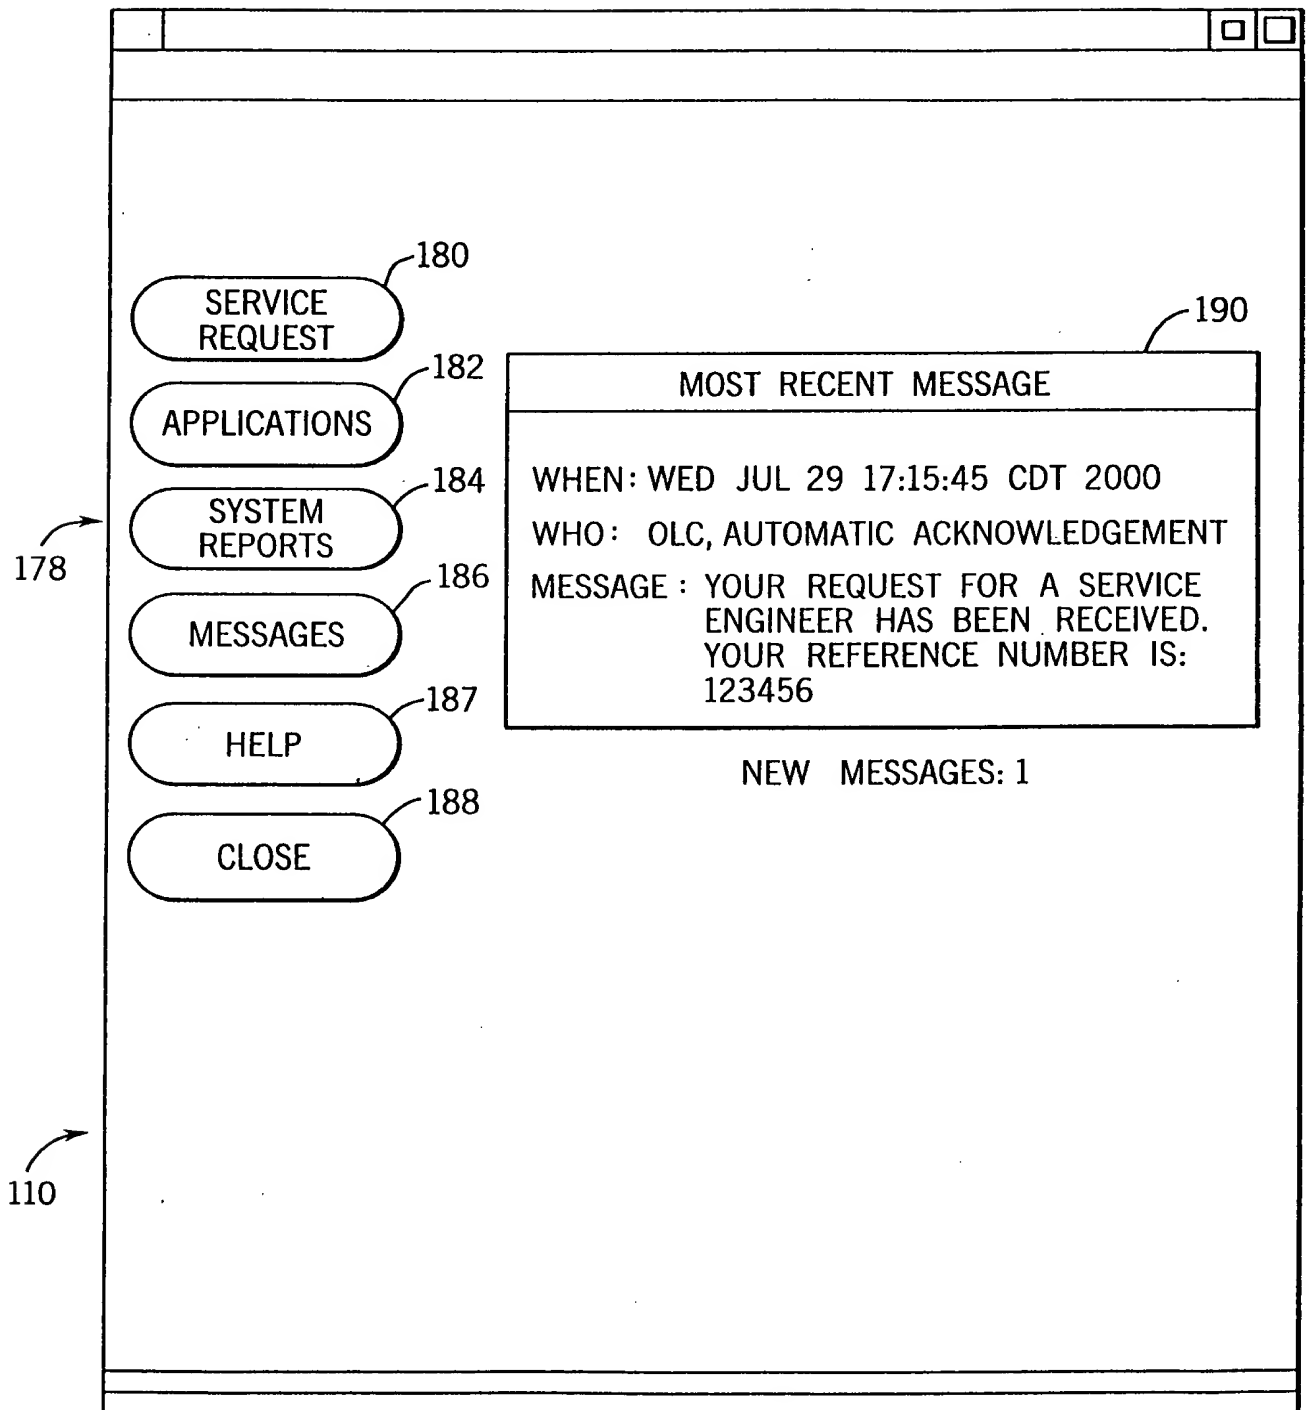 180
SERVICE
REQUEST
182
APPLICATIONS
184
SYSTEM
REPORTS
178
186
MESSAGES
187
HELP
188
CLOSE
190
MOST RECENT MESSAGE
WHEN: WED JUL 29 17:15:45 CDT 2000
WHO: OLC, AUTOMATIC ACKNOWLEDGEMENT
MESSAGE: YOUR REQUEST FOR A SERVICE
ENGINEER HAS BEEN RECEIVED.
YOUR REFERENCE NUMBER IS:
123456
NEW MESSAGES: 1
110